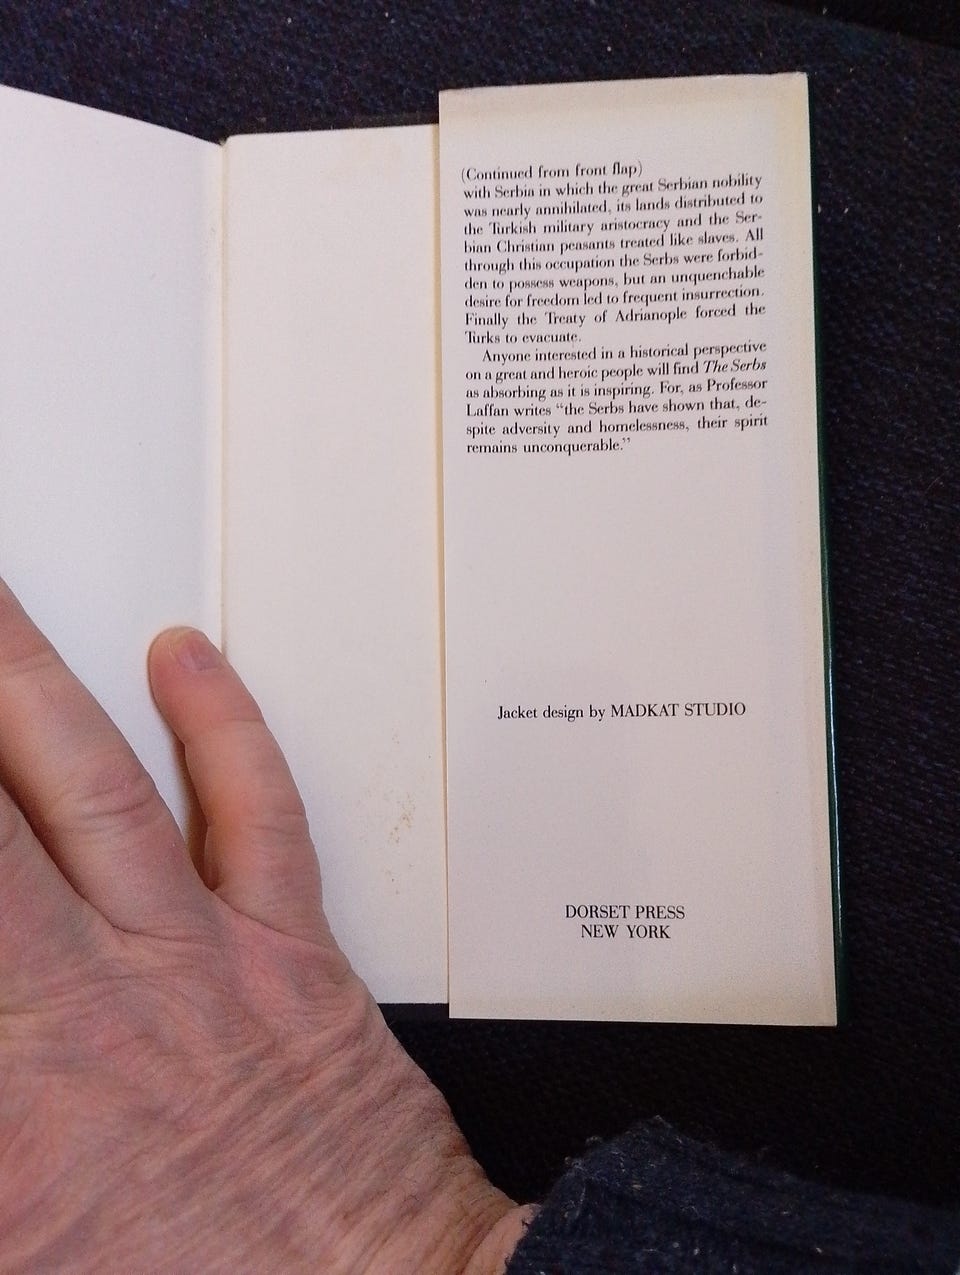 (Continued from front flap)
with Serbia in which the great Serbian nobility
was nearly annihilated, its lands distributed to
the Turkish military aristocracy and the Ser-
bian Christian peasants treated like slaves. All
through this occupation the Serbs were forbid-
den to possess weapons, but an unquenchable
desire for freedom led to frequent insurrection.
Finally the Treaty of Adrianople forced the
Turks to evacuate.
Anyone interested in a historical perspective
on a great and heroic people will find The Serbs
as absorbing as it is inspiring. For, as Professor
Laffan writes “the Serbs have shown that, de-
spite adversity and homelessness, their spirit
remains unconquerable.”
Jacket design by MADKAT STUDIO
DORSET PRESS
NEW YORK